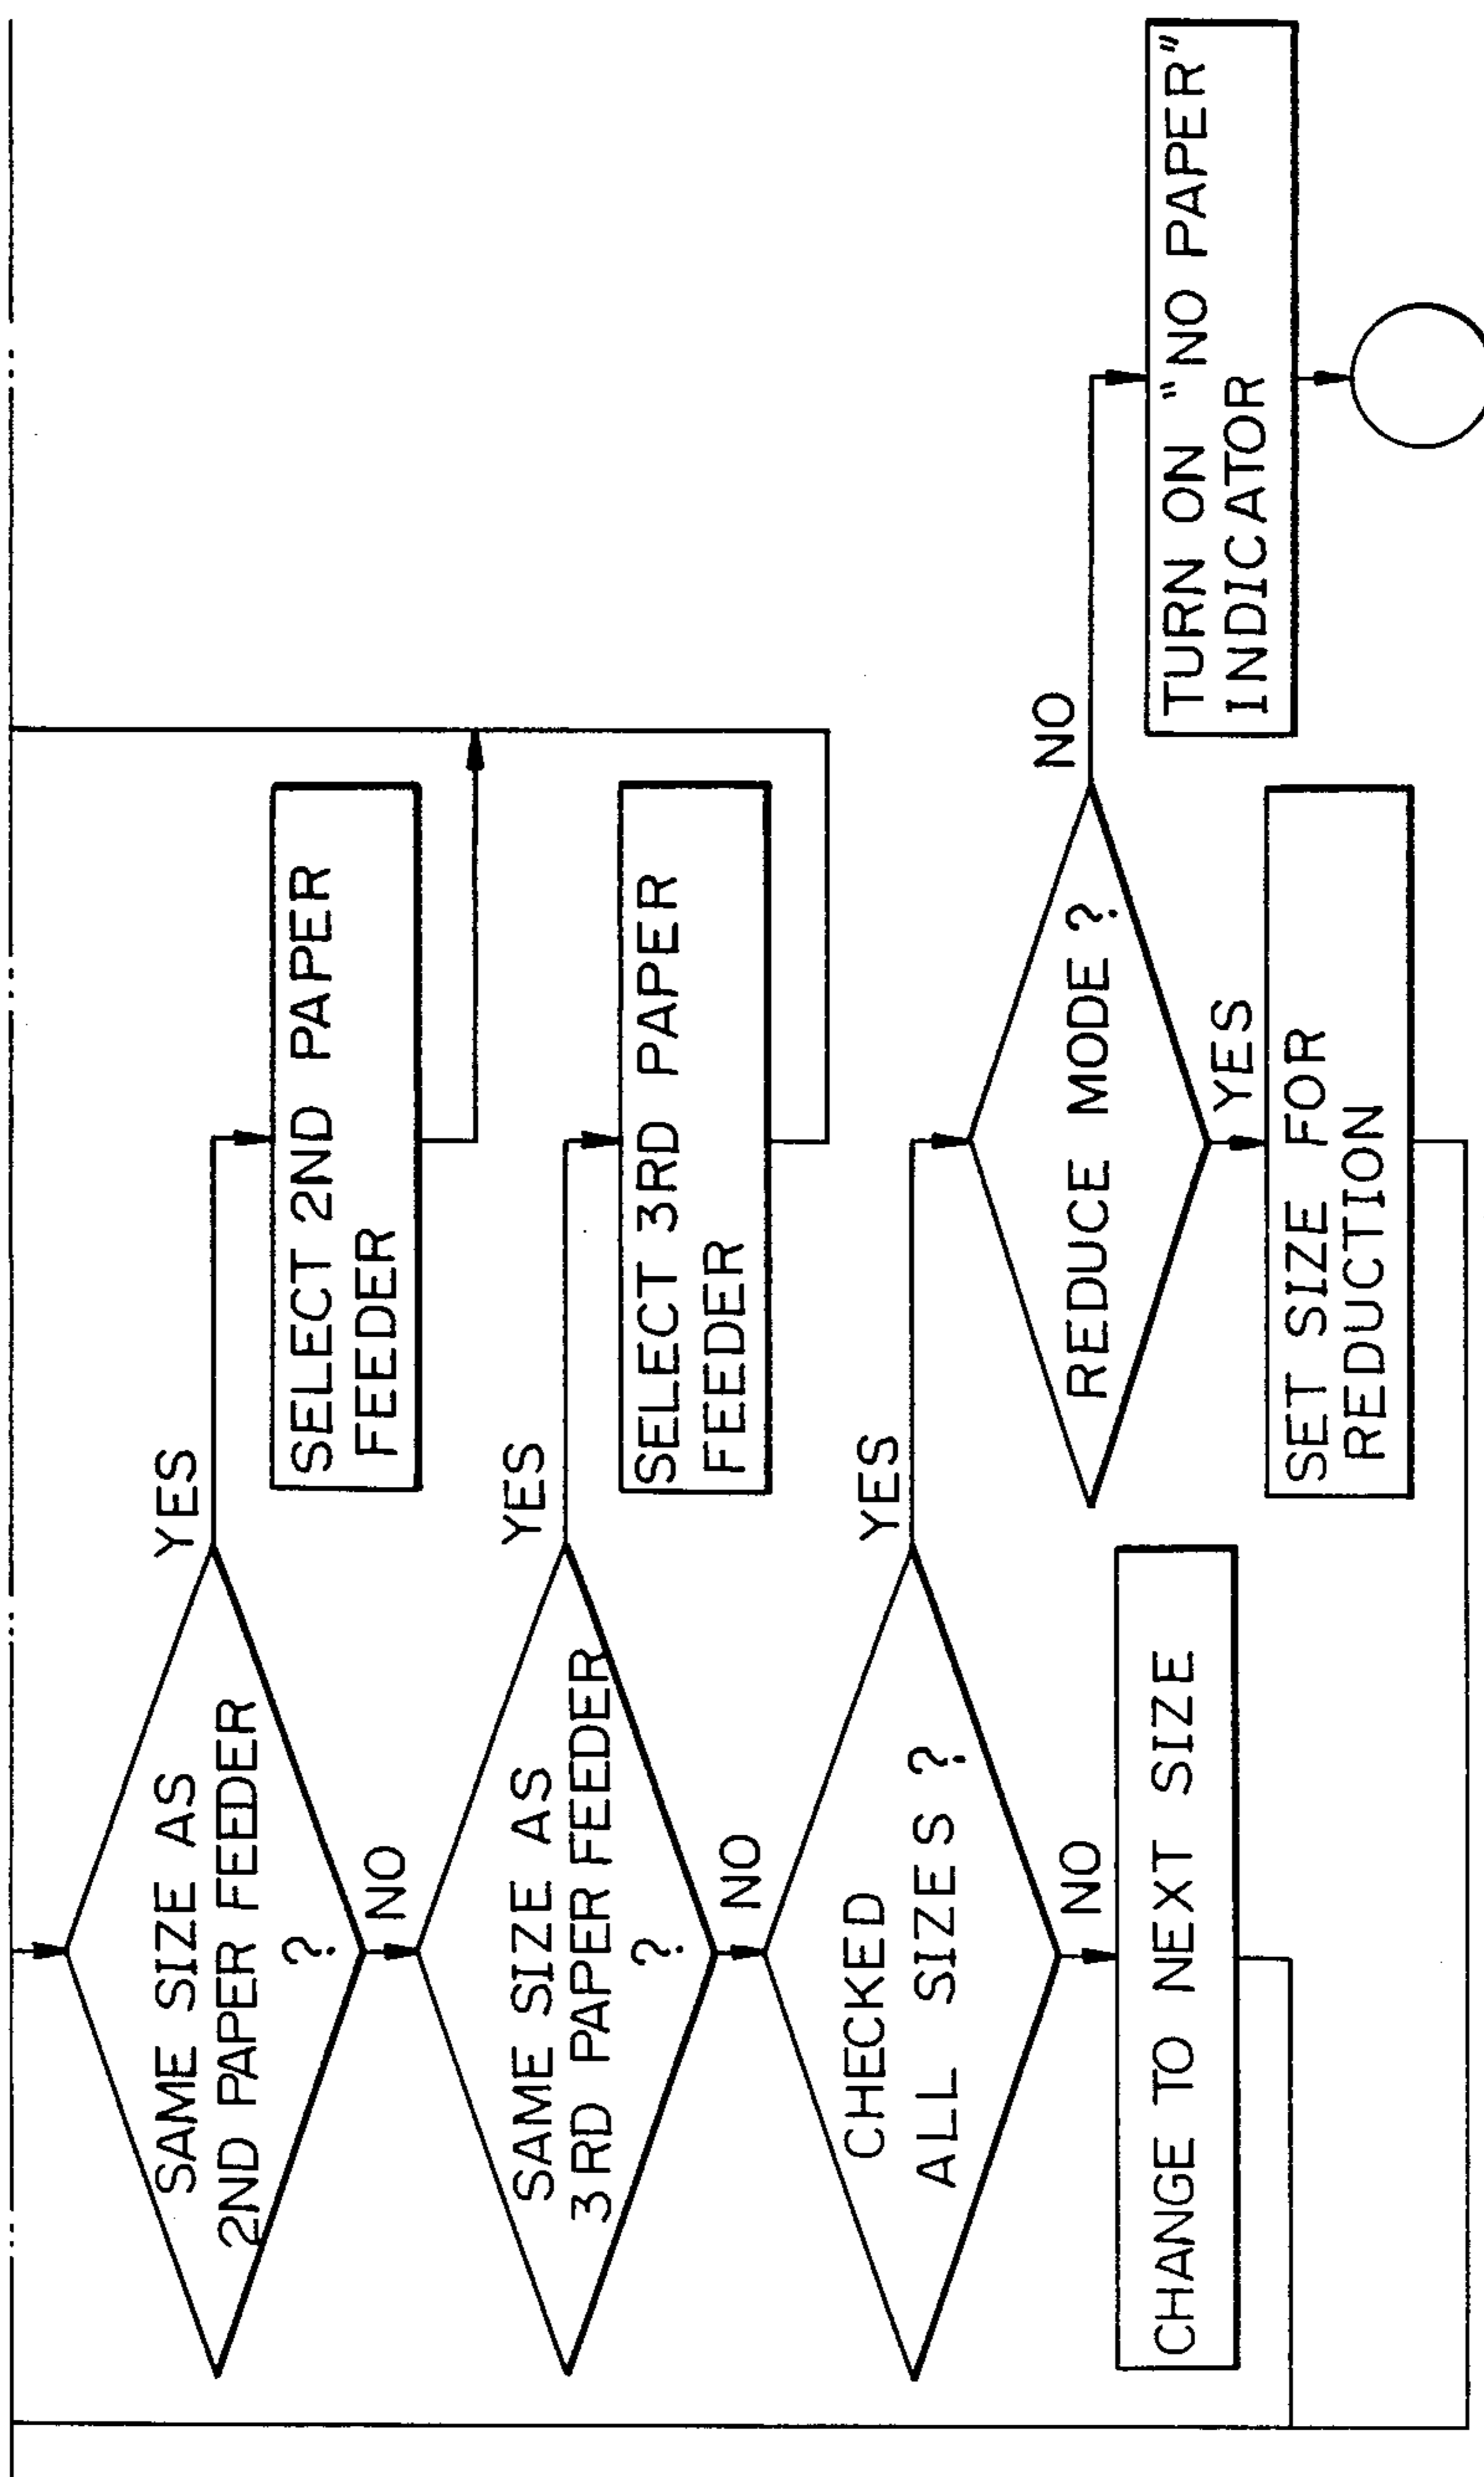 SAME SIZE AS
2ND PAPER FEEDER
?
YES
SELECT 2ND PAPER
FEEDER
NO
SAME SIZE AS
3RD PAPER FEEDER
?
YES
SELECT 3RD PAPER
FEEDER
NO
CHECKED
ALL SIZES ?
YES
REDUCE MODE ?
NO
TURN ON "NO PAPER"
INDICATOR
NO
CHANGE TO NEXT SIZE
YES
SET SIZE FOR
REDUCTION